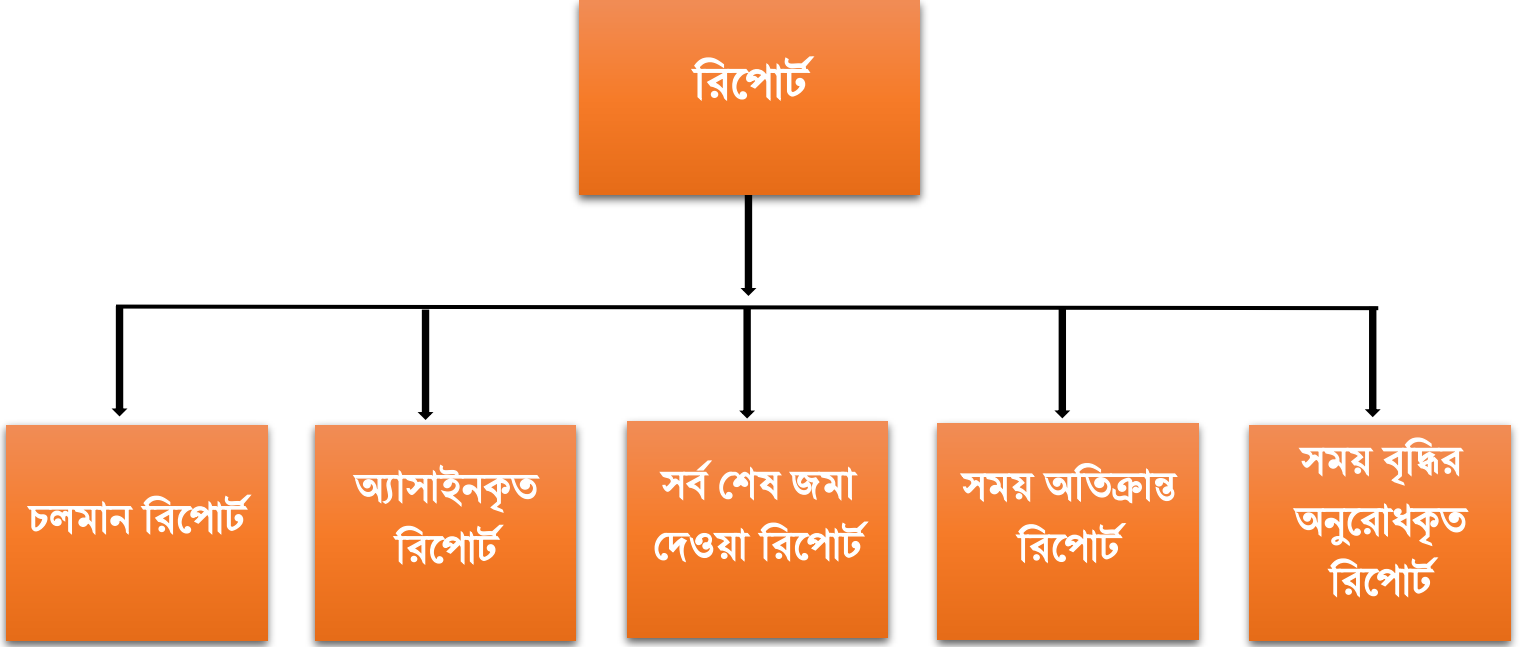 রিপোর্ট
চলমান রিপোর্ট
অ্যাসাইনকৃত
রিপোর্ট
সর্ব শেষ জমা
দেওয়া রিপোর্ট
সময় অতিক্রান্ত
রিপোর্ট
সময় বৃদ্ধির
অনুরোধকৃত
রিপোর্ট